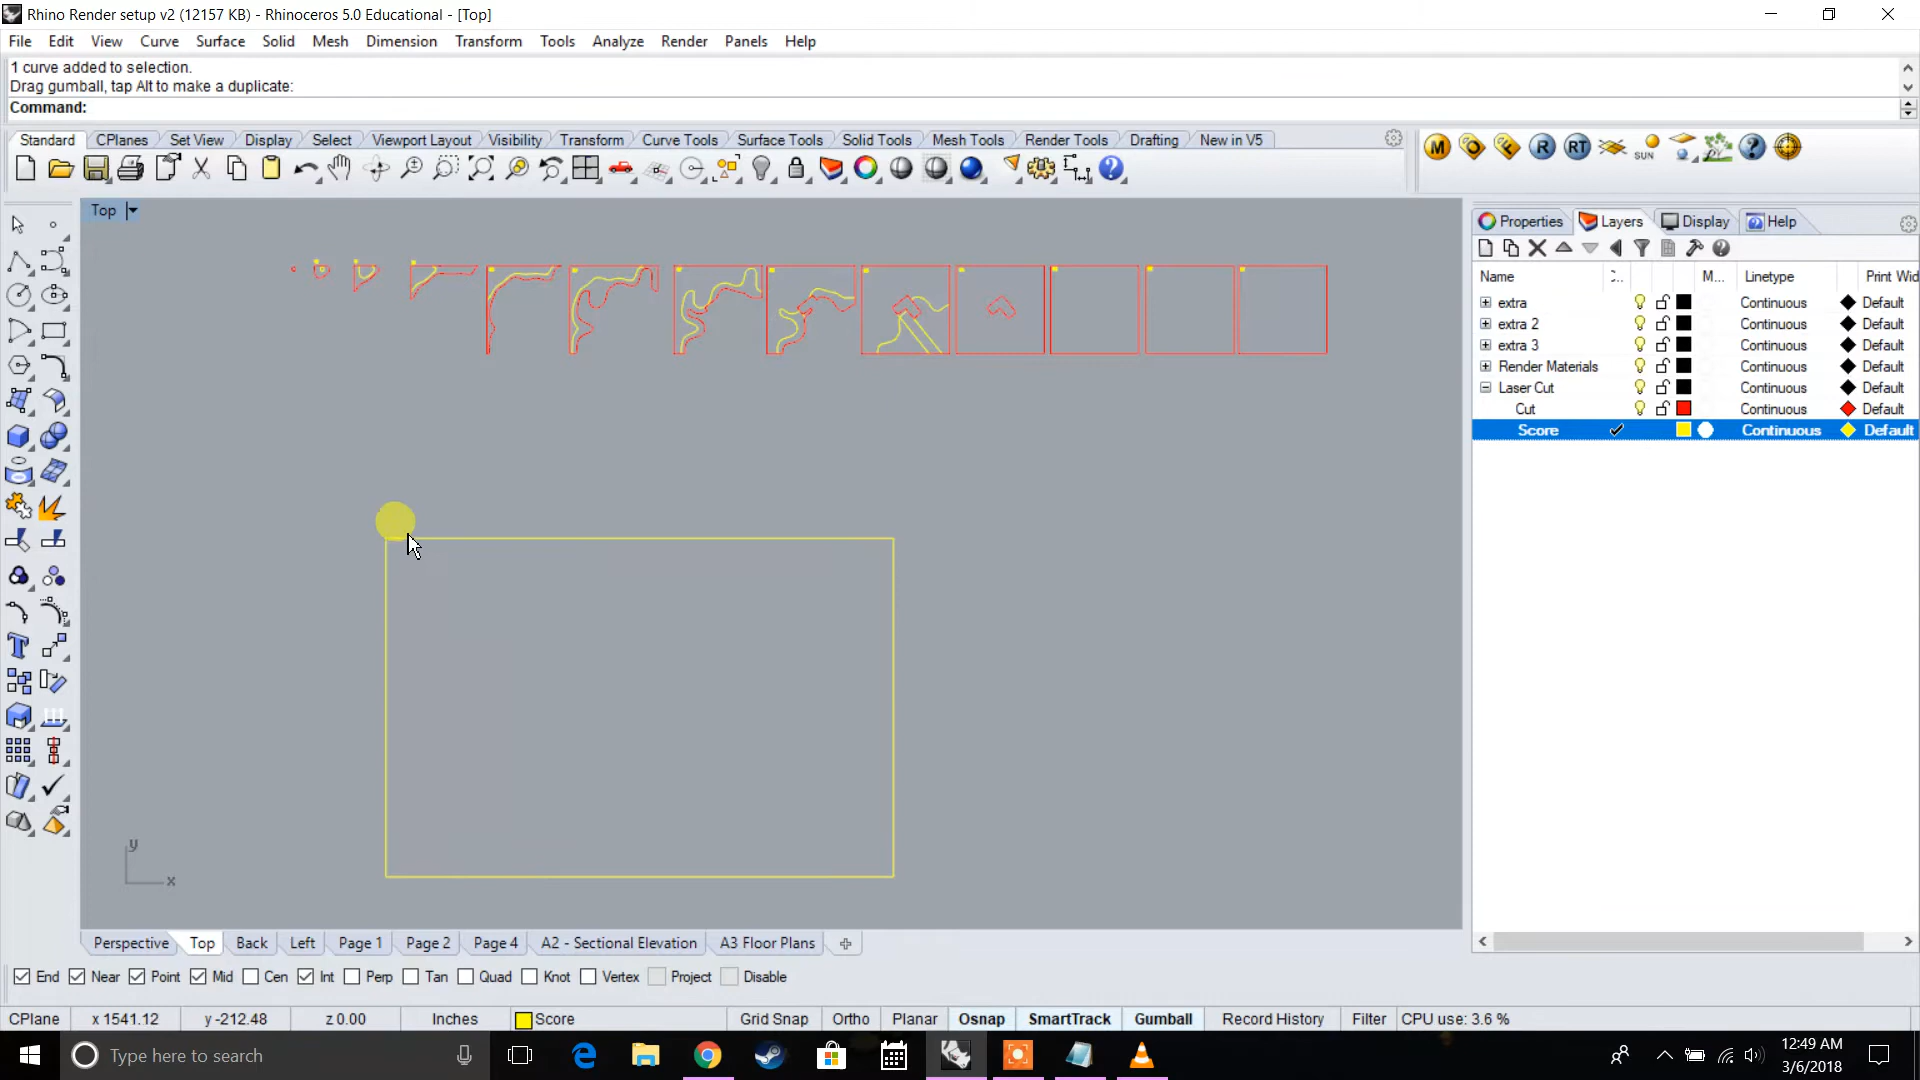 Rhino Render setup v2 (12157 KB) - Rhinoceros 5.0 Educational - [Top]
File Edit View Curve Surface Solid Mesh Dimension Transform Tools Analyze Render Panels Help
1 curve added to selection.
Drag gumball, tap Alt to make a duplicate:
Command:
Standard CPlanes Set View Display Select Viewport Layout Visibility Transform Curve Tools Surface Tools Solid Tools Mesh Tools Render Tools Drafting New in V5
M R RT SUN ?
Top
Properties Layers Display Help
Name M... Linetype Print Wid
extra Continuous Default
extra 2 Continuous Default
extra 3 Continuous Default
Render Materials Continuous Default
Laser Cut Continuous Default
Cut Continuous Default
Score Continuous Default
y
x
Perspective Top Back Left Page 1 Page 2 Page 4 A2 - Sectional Elevation A3 Floor Plans
End Near Point Mid Cen Int Perp Tan Quad Knot Vertex Project Disable
CPlane x 1541.12 y -212.48 z 0.00 Inches Score Grid Snap Ortho Planar Osnap SmartTrack Gumball Record History Filter CPU use: 3.6 %
Type here to search
12:49 AM
3/6/2018